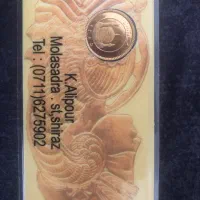 K.Alipour
Molasadra : st,shiraz
Tel : (0711)6275902